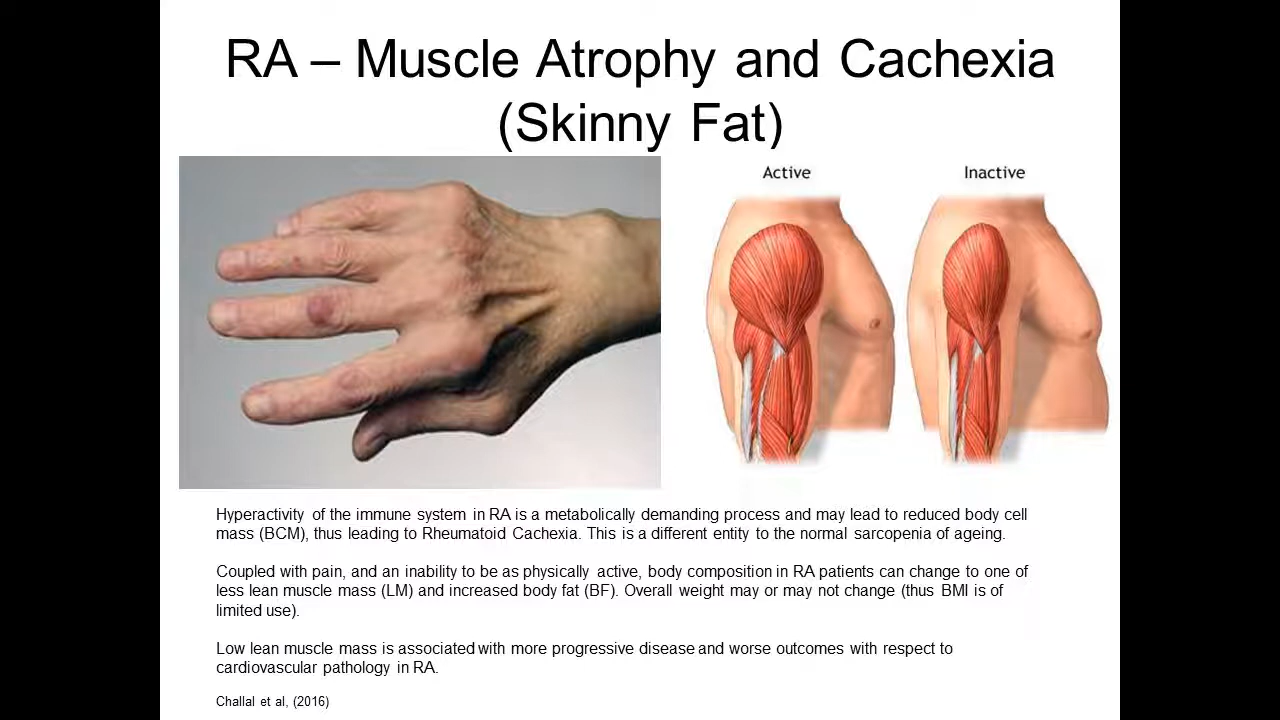 RA – Muscle Atrophy and Cachexia
(Skinny Fat)
Active
Inactive
Hyperactivity of the immune system in RA is a metabolically demanding process and may lead to reduced body cell
mass (BCM), thus leading to Rheumatoid Cachexia. This is a different entity to the normal sarcopenia of ageing.
Coupled with pain, and an inability to be as physically active, body composition in RA patients can change to one of
less lean muscle mass (LM) and increased body fat (BF). Overall weight may or may not change (thus BMI is of
limited use).
Low lean muscle mass is associated with more progressive disease and worse outcomes with respect to
cardiovascular pathology in RA.
Challal et al, (2016)